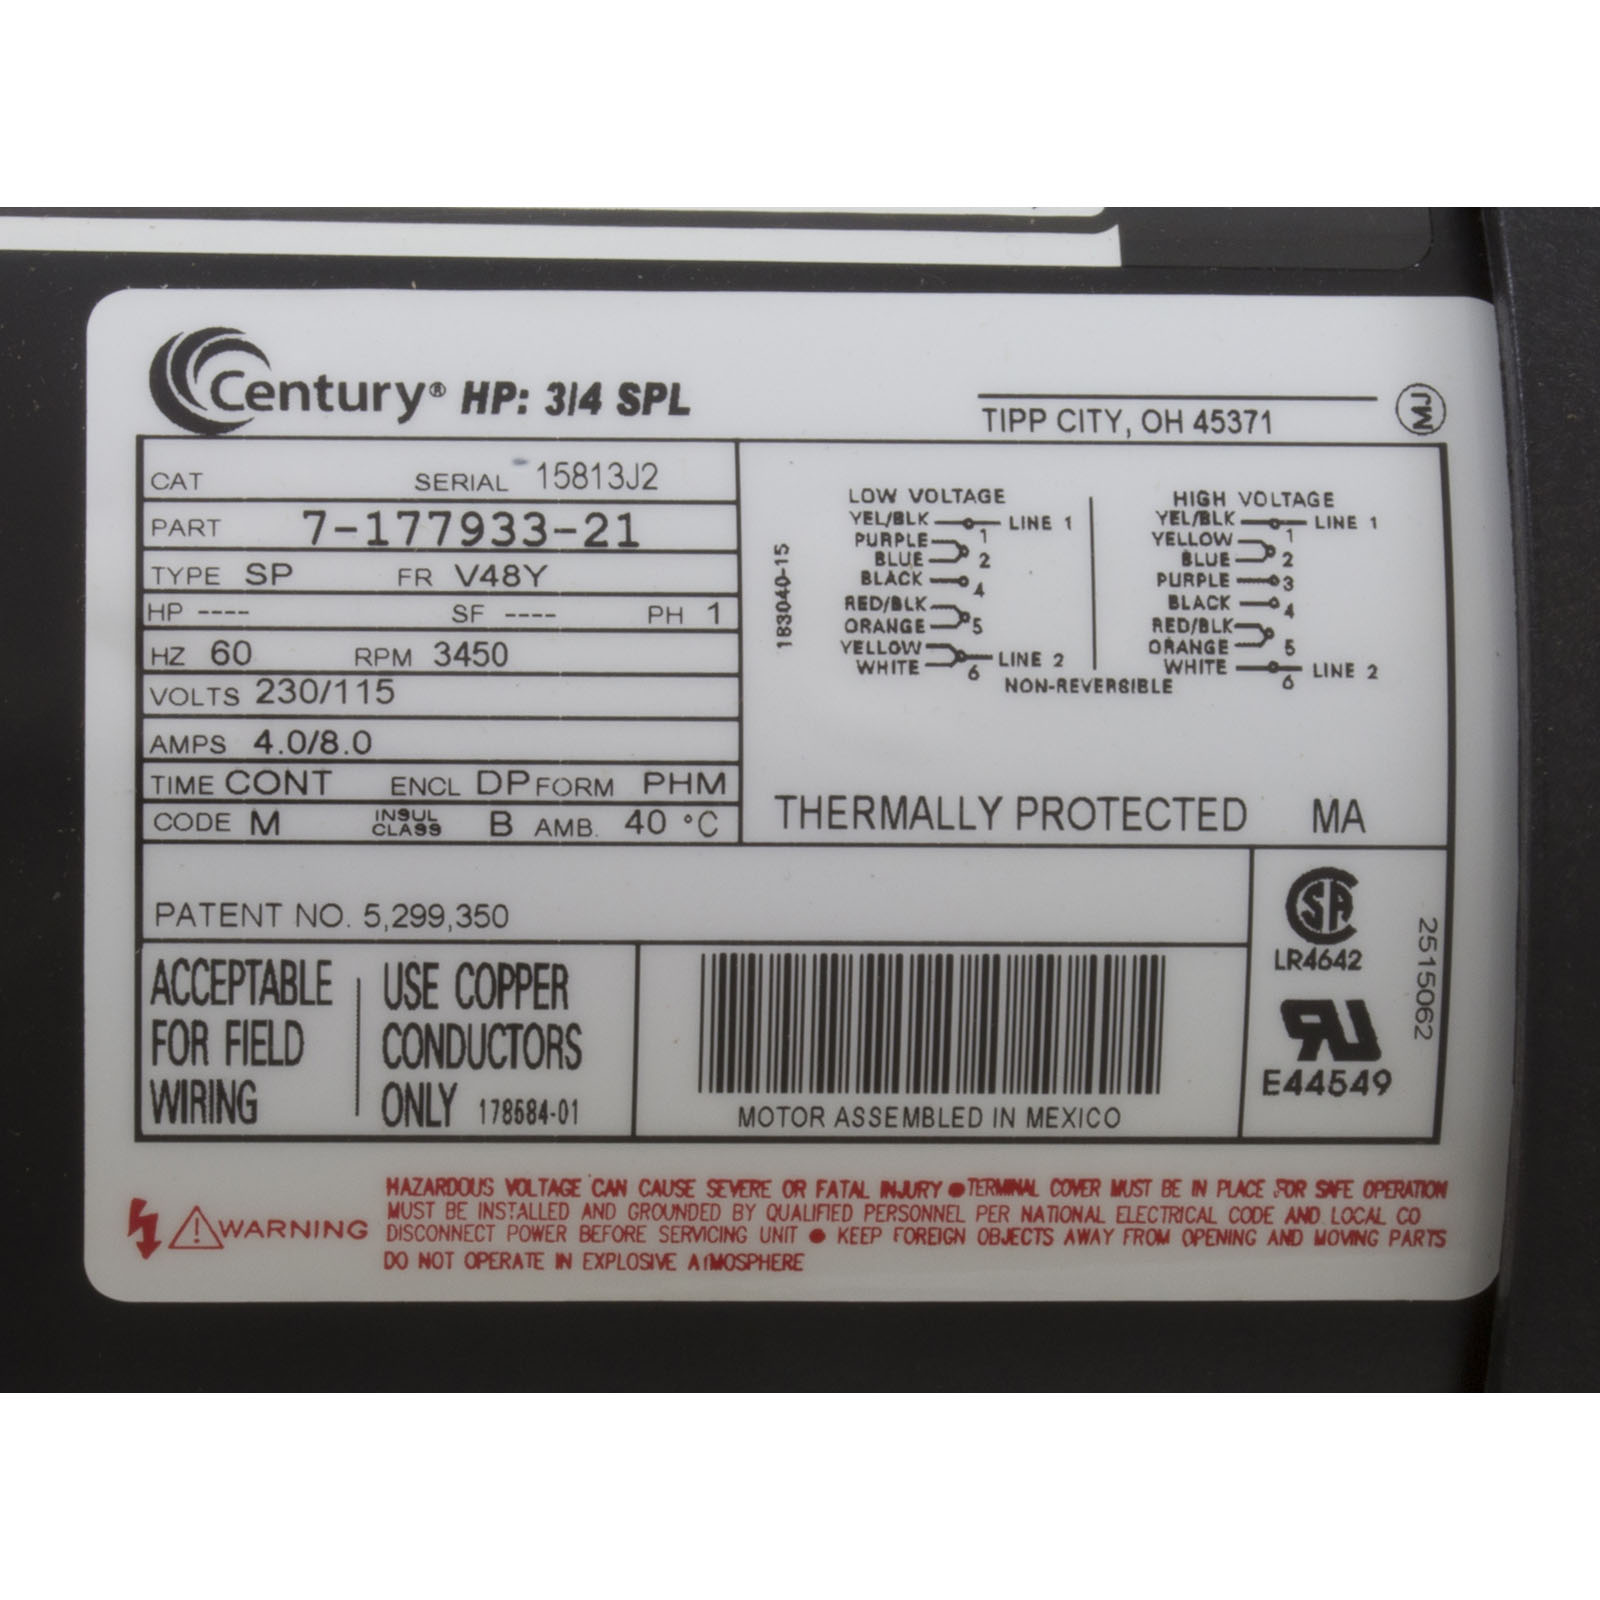 Century® HP: 3/4 SPL
TIPP CITY, OH 45371
MJ
CAT SERIAL 15813J2
PART 7-177933-21
TYPE SP FR V48Y
HP ---- SF ---- PH 1
HZ 60 RPM 3450
VOLTS 230/115
AMPS 4.0/8.0
TIME CONT ENCL DP FORM PHM
CODE M INSUL CLASS B AMB. 40 °C
183040-15
LOW VOLTAGE
YEL/BLK LINE 1
PURPLE 1
BLUE 2
BLACK 4
RED/BLK
ORANGE 5
YELLOW LINE 2
WHITE 6
HIGH VOLTAGE
YEL/BLK LINE 1
YELLOW 1
BLUE 2
PURPLE 3
BLACK 4
RED/BLK
ORANGE 5
WHITE LINE 2
6
NON-REVERSIBLE
THERMALLY PROTECTED MA
PATENT NO. 5,299,350
ACCEPTABLE
FOR FIELD
WIRING
USE COPPER
CONDUCTORS
ONLY 178584-01
MOTOR ASSEMBLED IN MEXICO
SA
LR4642
RU
E44549
2515062
WARNING
HAZARDOUS VOLTAGE CAN CAUSE SEVERE OR FATAL INJURY ● TERMINAL COVER MUST BE IN PLACE FOR SAFE OPERATION
MUST BE INSTALLED AND GROUNDED BY QUALIFIED PERSONNEL PER NATIONAL ELECTRICAL CODE AND LOCAL CO
DISCONNECT POWER BEFORE SERVICING UNIT ● KEEP FOREIGN OBJECTS AWAY FROM OPENING AND MOVING PARTS
DO NOT OPERATE IN EXPLOSIVE ATMOSPHERE